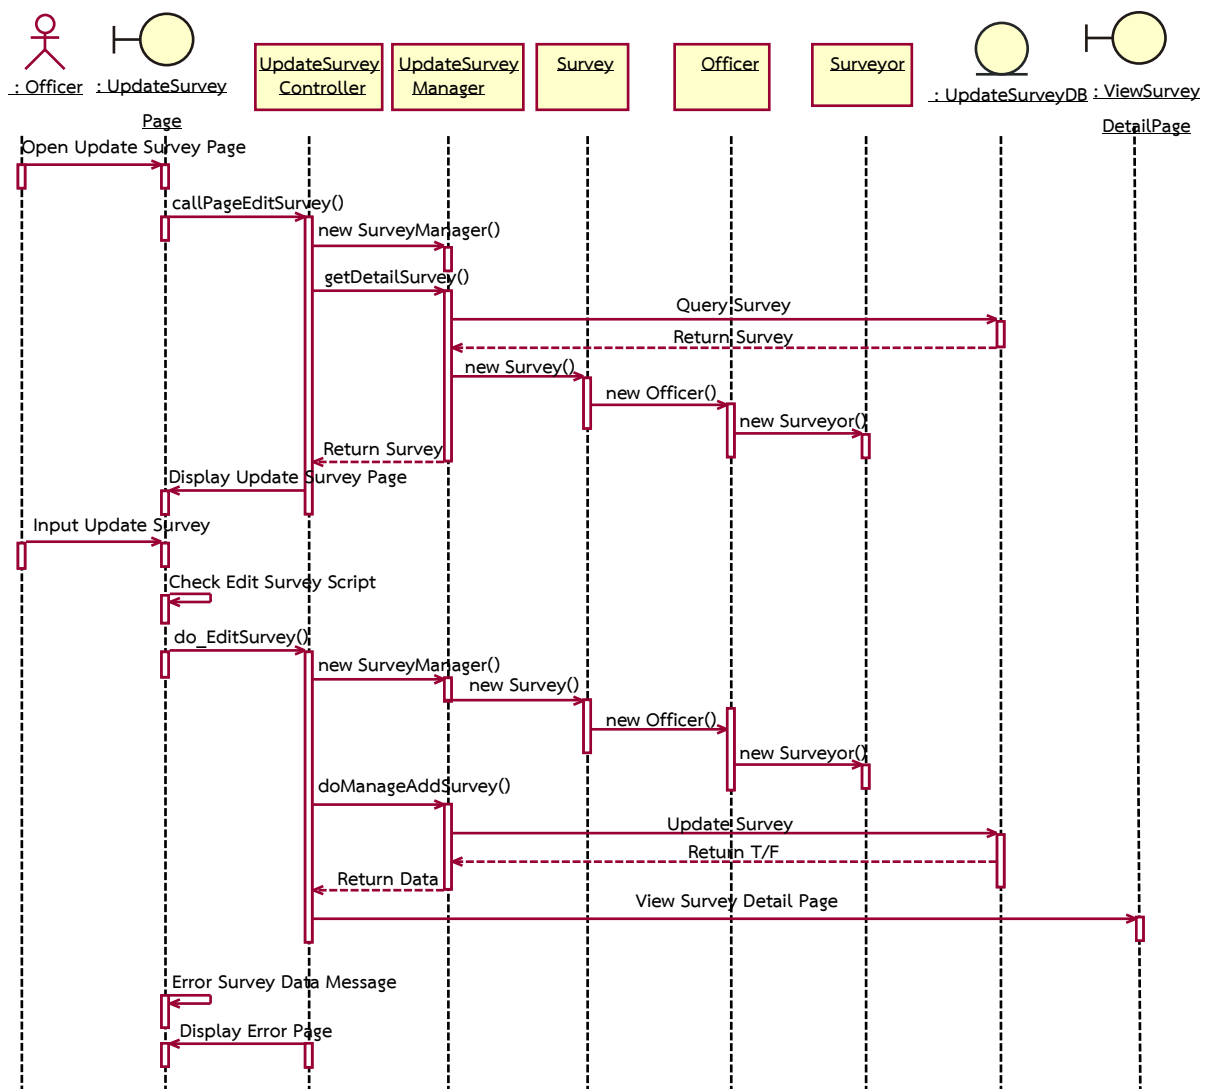 : Officer
: UpdateSurvey
Page
UpdateSurvey
Controller
UpdateSurvey
Manager
Survey
Officer
Surveyor
: UpdateSurveyDB
: ViewSurvey
DetailPage
Open Update Survey Page
callPageEditSurvey()
new SurveyManager()
getDetailSurvey()
Query Survey
Return Survey
new Survey()
new Officer()
new Surveyor()
Return Survey
Display Update Survey Page
Input Update Survey
Check Edit Survey Script
do_EditSurvey()
new SurveyManager()
new Survey()
new Officer()
new Surveyor()
doManageAddSurvey()
Update Survey
Return T/F
Return Data
View Survey Detail Page
Error Survey Data Message
Display Error Page